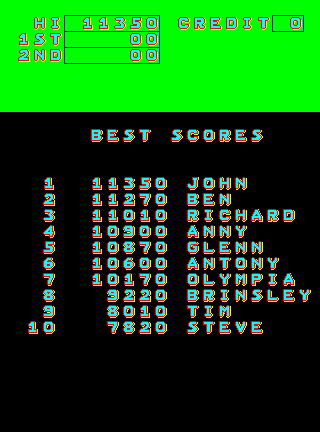 HI 11350 CREDIT 0
1ST 00
2ND 00
BEST SCORES
1 11350 JOHN
2 11270 BEN
3 11010 RICHARD
4 10900 ANNY
5 10870 GLENN
6 10600 ANTONY
7 10170 OLYMPIA
8 9220 BRINSLEY
9 8010 TIM
10 7820 STEVE